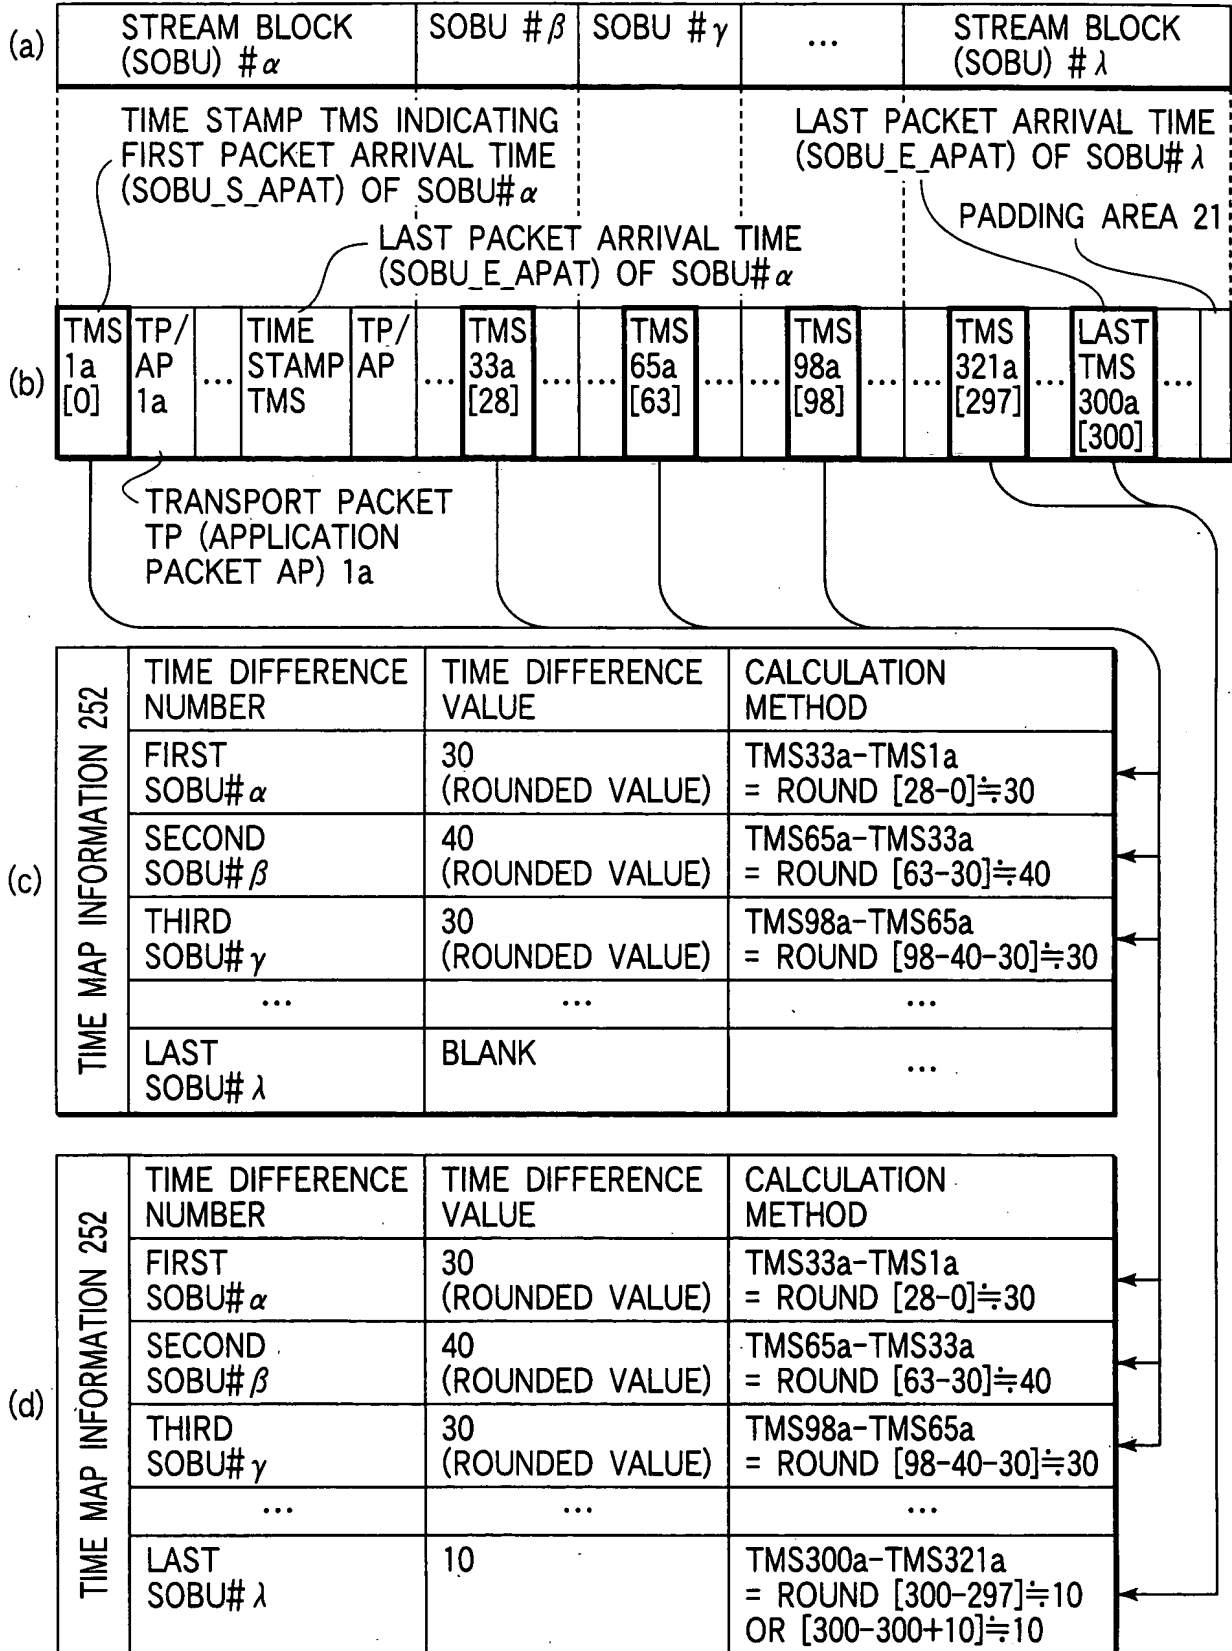 (a)
STREAM BLOCK
(SOBU) #α
SOBU #β
SOBU #γ
...
STREAM BLOCK
(SOBU) #λ
TIME STAMP TMS INDICATING
FIRST PACKET ARRIVAL TIME
(SOBU_S_APAT) OF SOBU#α
LAST PACKET ARRIVAL TIME
(SOBU_E_APAT) OF SOBU#λ
PADDING AREA 21
LAST PACKET ARRIVAL TIME
(SOBU_E_APAT) OF SOBU#α
(b)
TMS
1a
[0]
TP/
AP
1a
...
TIME
STAMP
TMS
TP/
AP
...
TMS
33a
[28]
...
...
TMS
65a
[63]
...
...
TMS
98a
[98]
...
...
TMS
321a
[297]
...
LAST
TMS
300a
[300]
...
TRANSPORT PACKET
TP (APPLICATION
PACKET AP) 1a
(c)
TIME MAP INFORMATION 252
TIME DIFFERENCE
NUMBER
TIME DIFFERENCE
VALUE
CALCULATION
METHOD
FIRST
SOBU#α
30
(ROUNDED VALUE)
TMS33a-TMS1a
= ROUND [28-0]≒30
SECOND
SOBU#β
40
(ROUNDED VALUE)
TMS65a-TMS33a
= ROUND [63-30]≒40
THIRD
SOBU#γ
30
(ROUNDED VALUE)
TMS98a-TMS65a
= ROUND [98-40-30]≒30
...
...
...
LAST
SOBU#λ
BLANK
...
(d)
TIME MAP INFORMATION 252
TIME DIFFERENCE
NUMBER
TIME DIFFERENCE
VALUE
CALCULATION
METHOD
FIRST
SOBU#α
30
(ROUNDED VALUE)
TMS33a-TMS1a
= ROUND [28-0]≒30
SECOND
SOBU#β
40
(ROUNDED VALUE)
TMS65a-TMS33a
= ROUND [63-30]≒40
THIRD
SOBU#γ
30
(ROUNDED VALUE)
TMS98a-TMS65a
= ROUND [98-40-30]≒30
...
...
...
LAST
SOBU#λ
10
TMS300a-TMS321a
= ROUND [300-297]≒10
OR [300-300+10]≒10